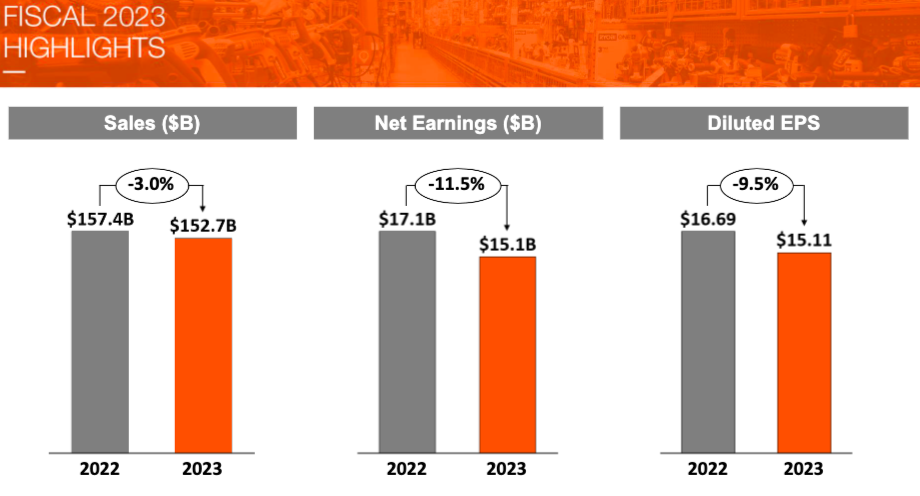 FISCAL 2023
HIGHLIGHTS
Sales ($B)
-3.0%
$157.4B
$152.7B
2022
2023
Net Earnings ($B)
-11.5%
$17.1B
$15.1B
2022
2023
Diluted EPS
-9.5%
$16.69
$15.11
2022
2023